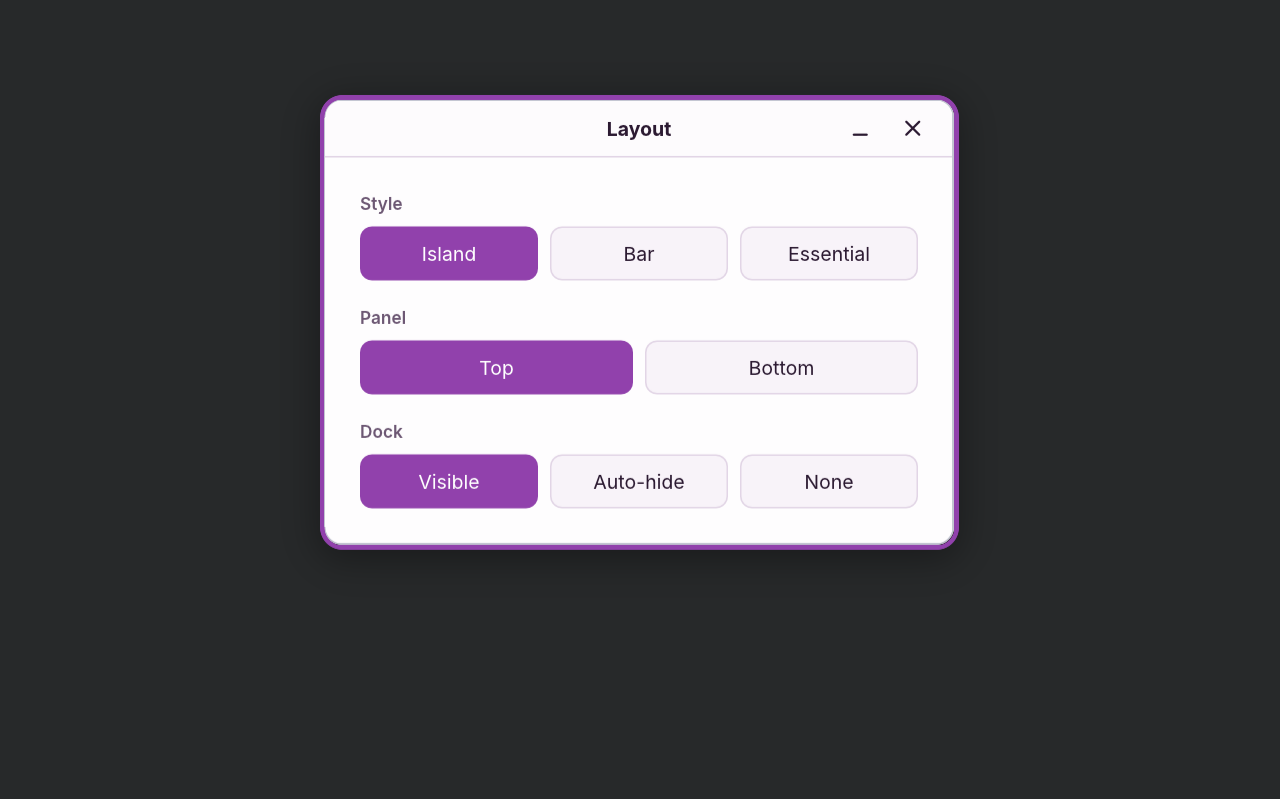 Layout
Style
Island Bar Essential
Panel
Top Bottom
Dock
Visible Auto-hide None